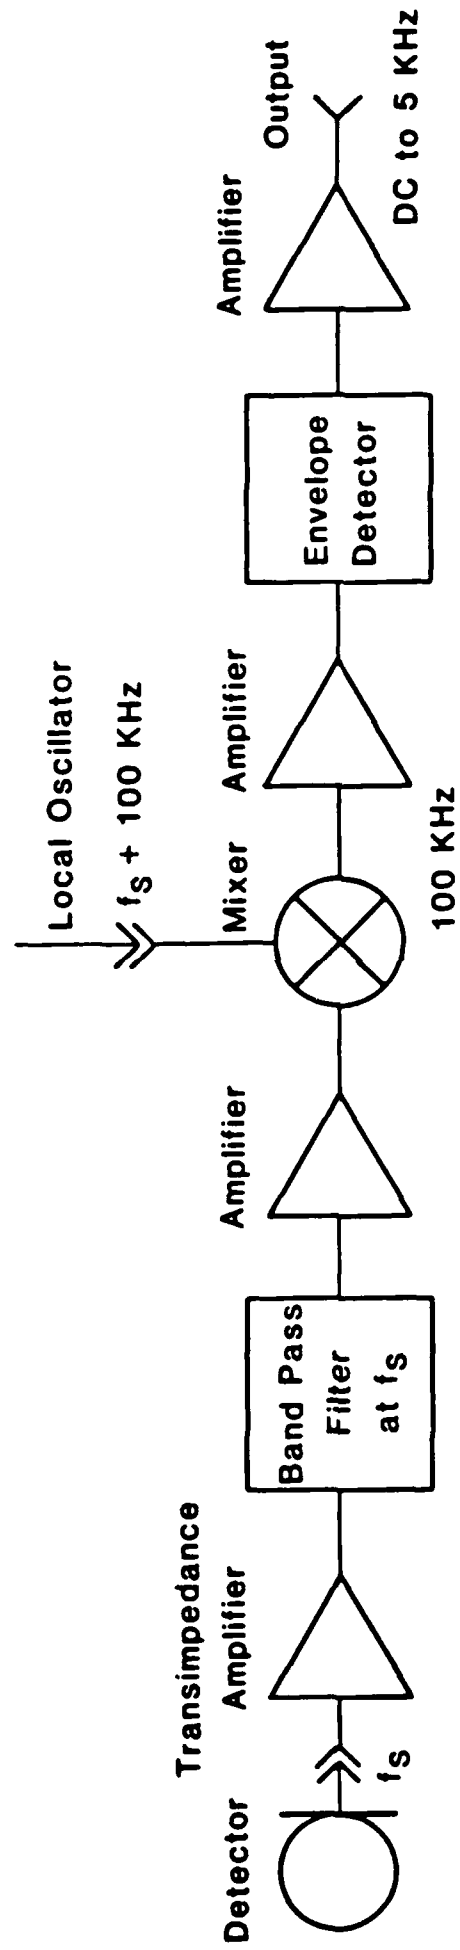 Detector
f_S
Transimpedance
Amplifier
Band Pass
Filter
at f_S
Amplifier
Local Oscillator
f_S + 100 KHz
Mixer
100 KHz
Amplifier
Envelope
Detector
Amplifier
Output
DC to 5 KHz